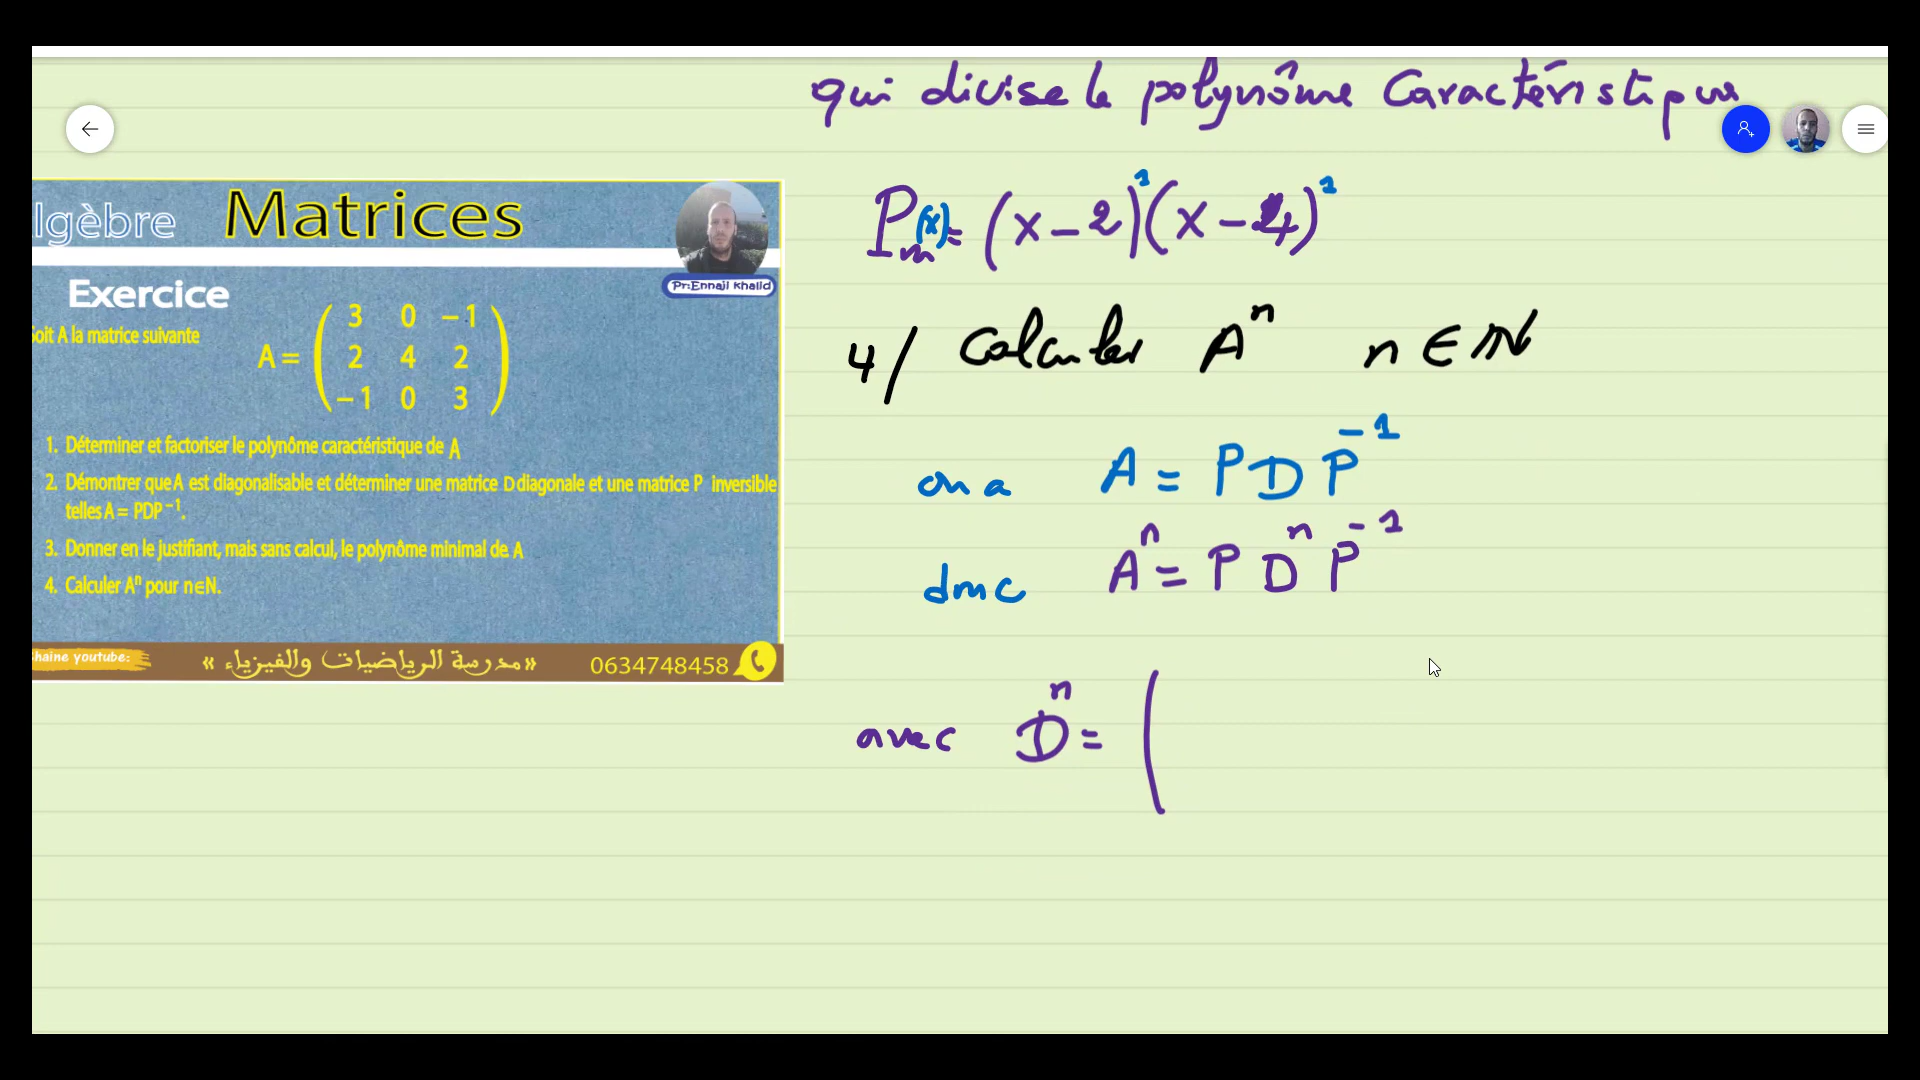 qui divise le polynôme Caractéristique
Pm(x) = (x-2)¹(x-4)¹
4/ Calculer Aⁿ n∈ℕ
on a A = PDP⁻¹
donc Aⁿ = PDⁿP⁻¹
avec Dⁿ = (
lgèbre Matrices
Pr:Ennaji khalid
Exercice
Soit A la matrice suivante
A = ( 3 0 -1
2 4 2
-1 0 3 )
1. Déterminer et factoriser le polynôme caractéristique de A
2. Démontrer que A est diagonalisable et déterminer une matrice D diagonale et une matrice P inversible
telles A = PDP⁻¹.
3. Donner en le justifiant, mais sans calcul, le polynôme minimal de A
4. Calculer Aⁿ pour n∈N.
haine youtube: «مدرسة الرياضيات والفيزياء» 0634748458